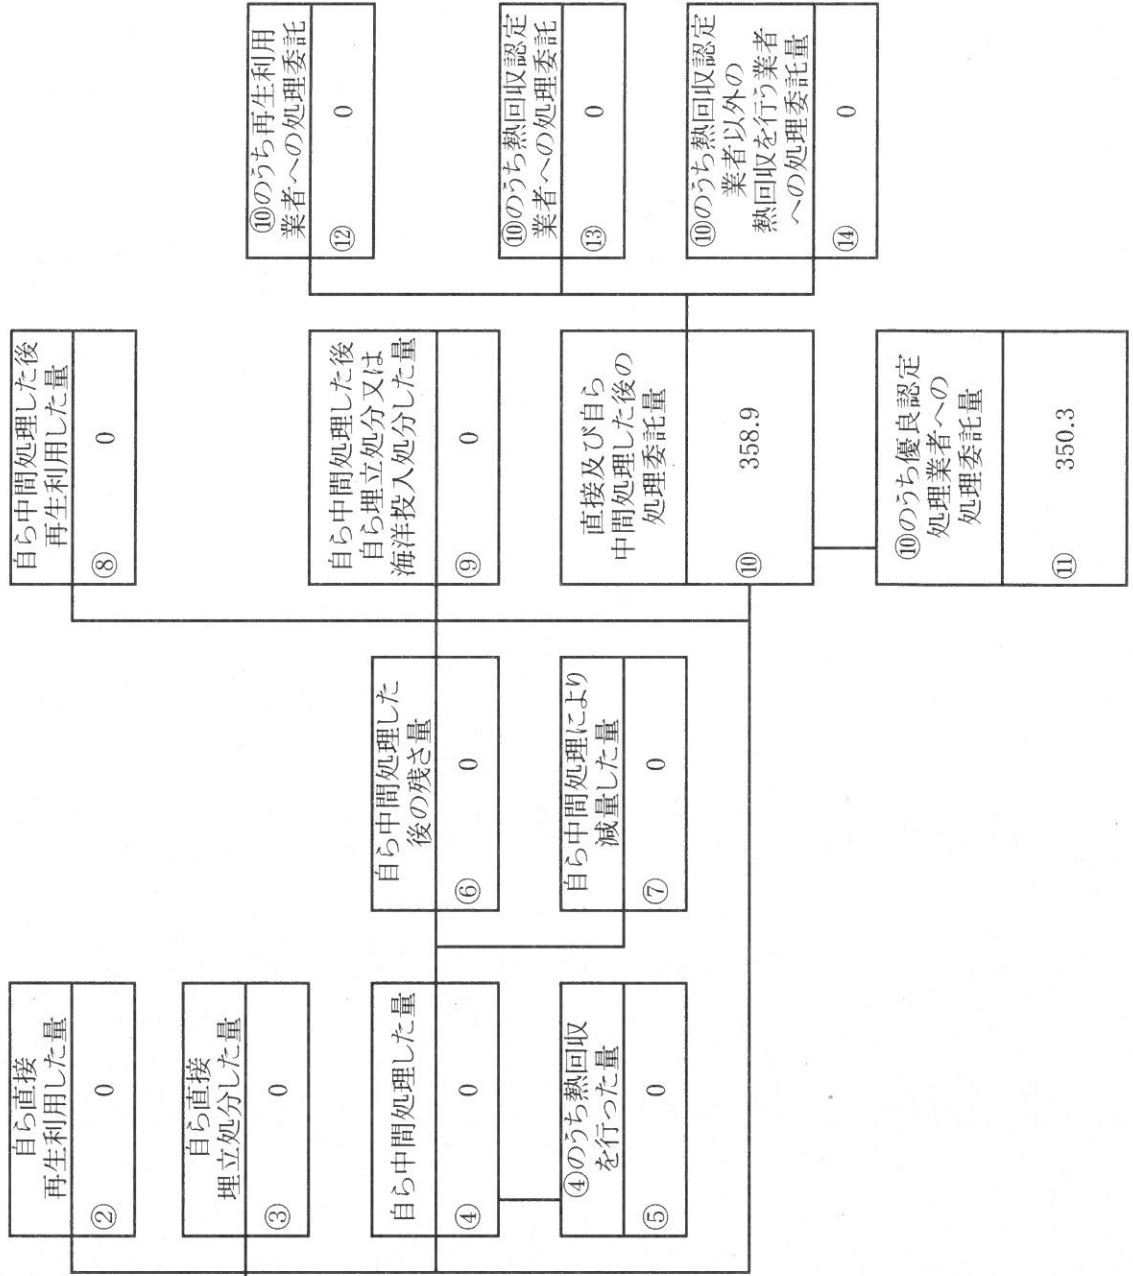 自ら直接
再生利用した量
②
0
自ら直接
埋立処分した量
③
0
自ら中間処理した量
④
0
④のうち熱回収
を行った量
⑤
0
自ら中間処理した
後の残さ量
⑥
0
自ら中間処理により
減量した量
⑦
0
自ら中間処理した後
再生利用した量
⑧
0
自ら中間処理した後
自ら埋立処分又は
海洋投入処分した量
⑨
0
直接及び自ら
中間処理した後の
処理委託量
⑩
358.9
⑩のうち優良認定
処理業者への
処理委託量
⑪
350.3
⑩のうち再生利用
業者への処理委託
⑫
0
⑩のうち熱回収認定
業者への処理委託
⑬
0
⑩のうち熱回収認定
業者以外の
熱回収を行う業者
への処理委託量
⑭
0